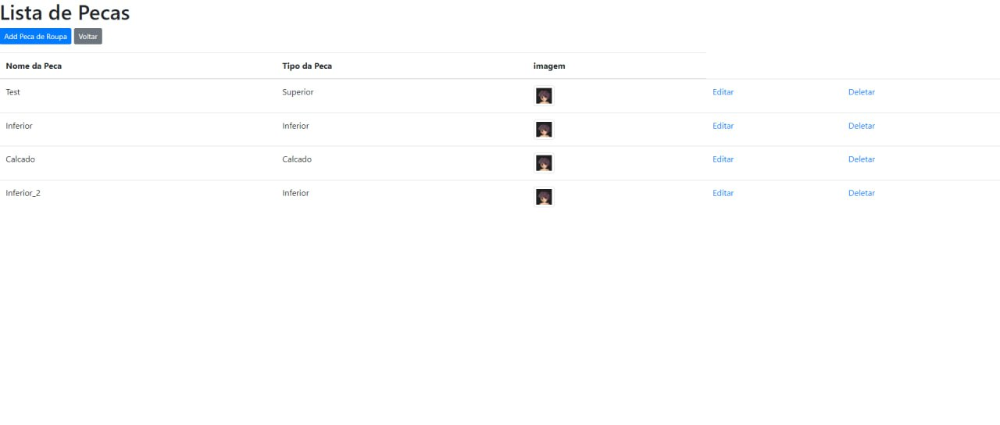 Lista de Pecas
Add Peca de Roupa Voltar
Nome da Peca Tipo da Peca imagem
Test Superior Editar Deletar
Inferior Inferior Editar Deletar
Calcado Calcado Editar Deletar
Inferior_2 Inferior Editar Deletar